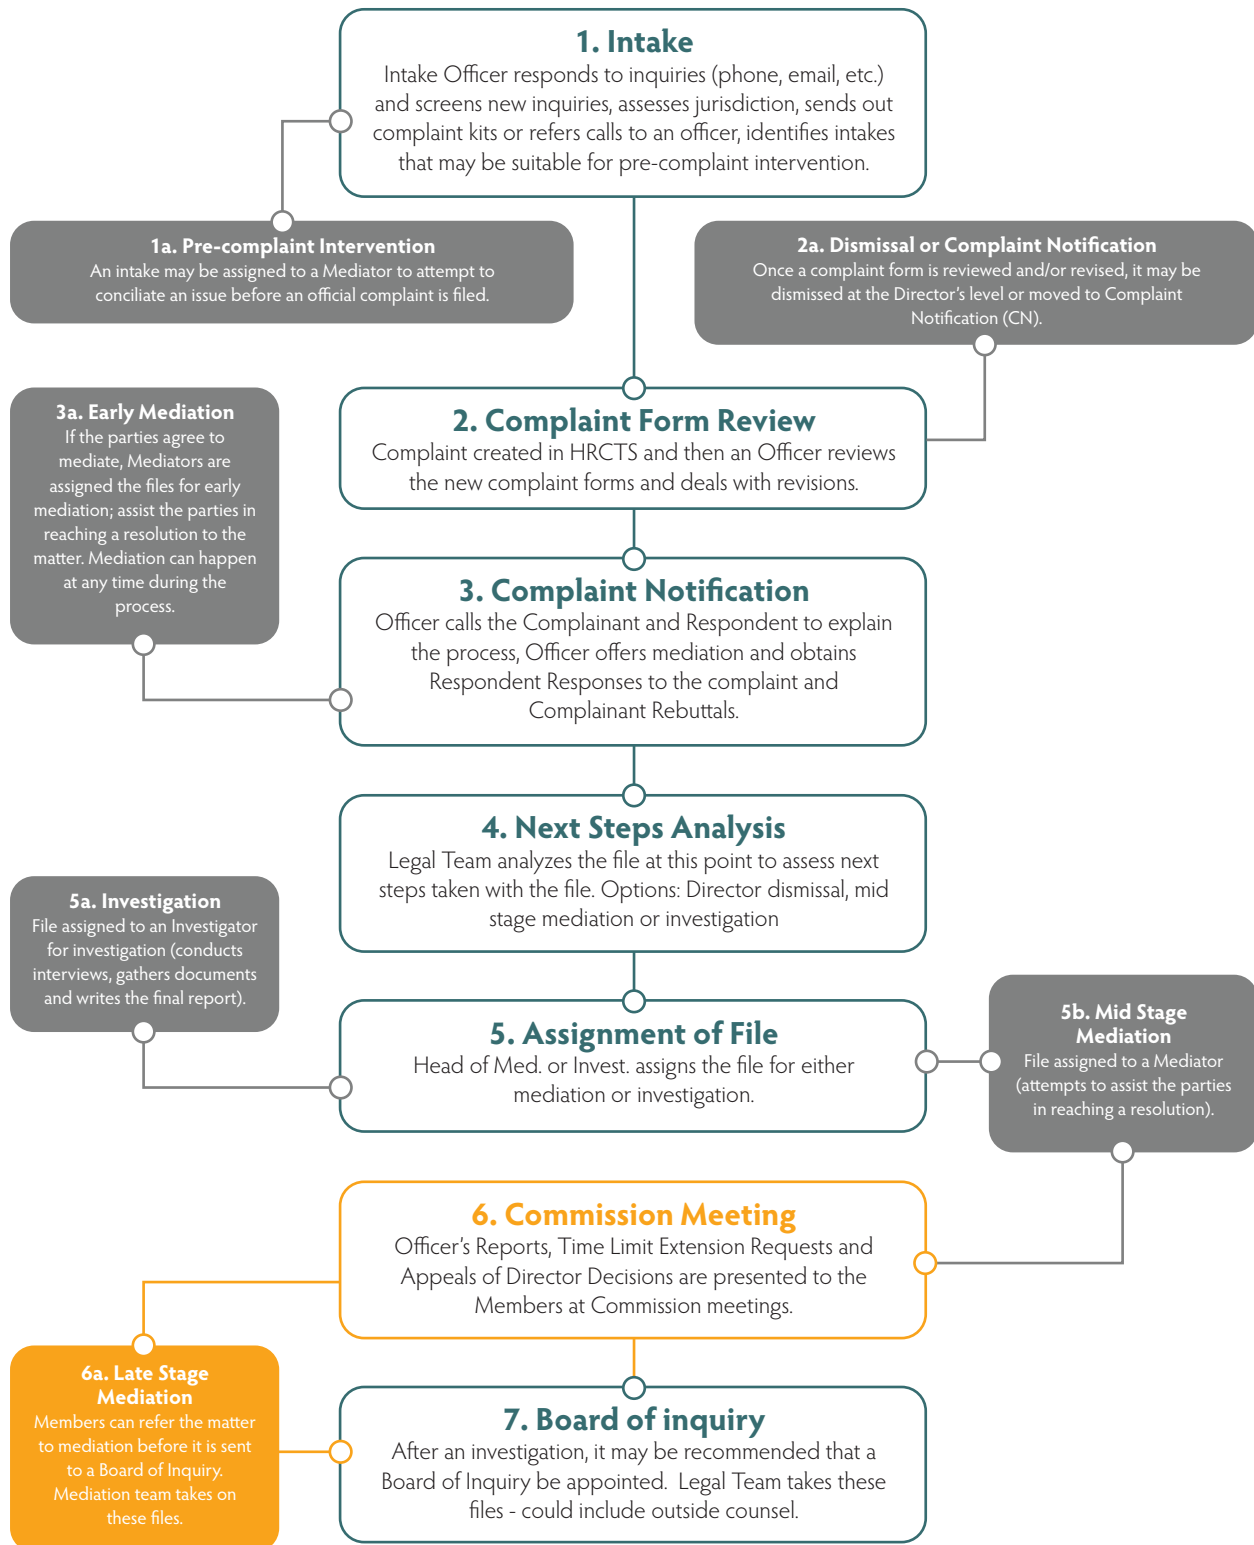 1. Intake
Intake Officer responds to inquiries (phone, email, etc.)
and screens new inquiries, assesses jurisdiction, sends out
complaint kits or refers calls to an officer, identifies intakes
that may be suitable for pre-complaint intervention.
1a. Pre-complaint Intervention
An intake may be assigned to a Mediator to attempt to
conciliate an issue before an official complaint is filed.
2a. Dismissal or Complaint Notification
Once a complaint form is reviewed and/or revised, it may be
dismissed at the Director's level or moved to Complaint
Notification (CN).
2. Complaint Form Review
Complaint created in HRCTS and then an Officer reviews
the new complaint forms and deals with revisions.
3a. Early Mediation
If the parties agree to
mediate, Mediators are
assigned the files for early
mediation; assist the parties in
reaching a resolution to the
matter. Mediation can happen
at any time during the
process.
3. Complaint Notification
Officer calls the Complainant and Respondent to explain
the process, Officer offers mediation and obtains
Respondent Responses to the complaint and
Complainant Rebuttals.
4. Next Steps Analysis
Legal Team analyzes the file at this point to assess next
steps taken with the file. Options: Director dismissal, mid
stage mediation or investigation
5a. Investigation
File assigned to an Investigator
for investigation (conducts
interviews, gathers documents
and writes the final report).
5. Assignment of File
Head of Med. or Invest. assigns the file for either
mediation or investigation.
5b. Mid Stage
Mediation
File assigned to a Mediator
(attempts to assist the parties
in reaching a resolution).
6. Commission Meeting
Officer's Reports, Time Limit Extension Requests and
Appeals of Director Decisions are presented to the
Members at Commission meetings.
6a. Late Stage
Mediation
Members can refer the matter
to mediation before it is sent
to a Board of Inquiry.
Mediation team takes on
these files.
7. Board of inquiry
After an investigation, it may be recommended that a
Board of Inquiry be appointed. Legal Team takes these
files - could include outside counsel.